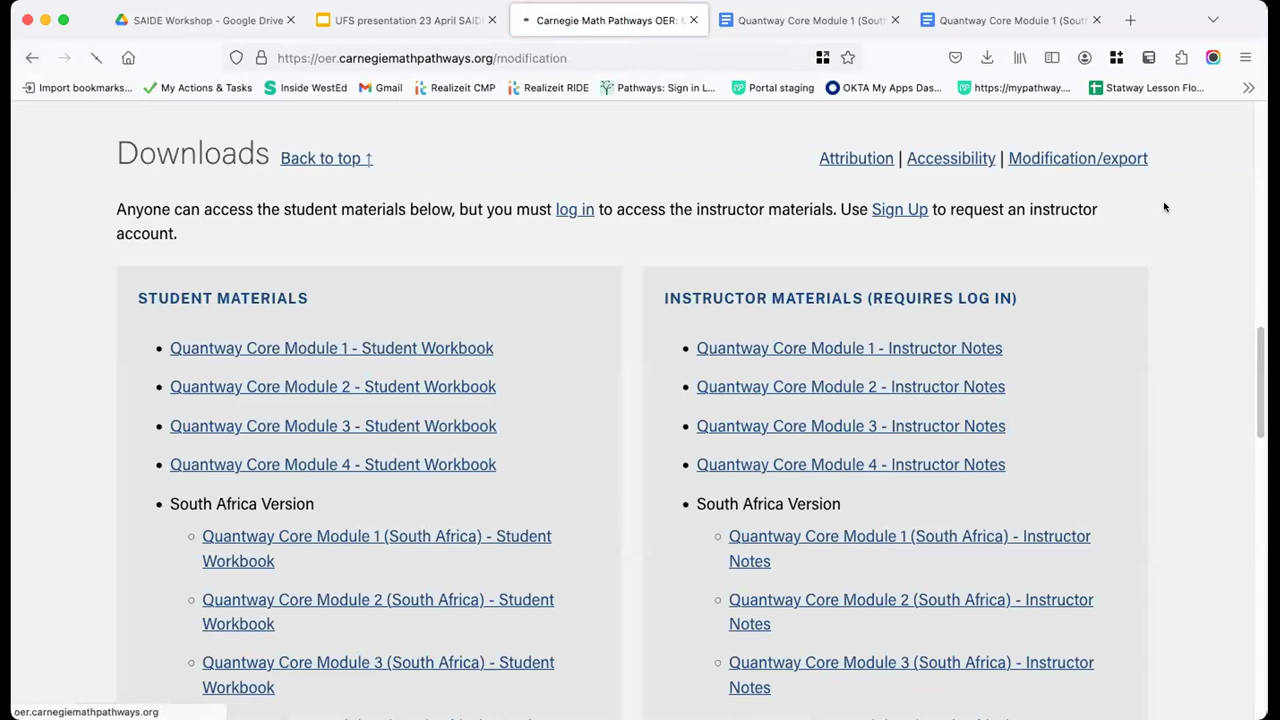 SAIDE Workshop - Google Drive
UFS presentation 23 April SAID
Carnegie Math Pathways OER:
Quantway Core Module 1 (Sout
Quantway Core Module 1 (Sout
https://oer.carnegiemathpathways.org/modification
Import bookmarks...
My Actions & Tasks
Inside WestEd
Gmail
Realizeit CMP
Realizeit RIDE
Pathways: Sign in L...
Portal staging
OKTA My Apps Das...
https://mypathway....
Statway Lesson Flo...
Downloads Back to top ↑
Attribution | Accessibility | Modification/export
Anyone can access the student materials below, but you must log in to access the instructor materials. Use Sign Up to request an instructor
account.
STUDENT MATERIALS
• Quantway Core Module 1 - Student Workbook
• Quantway Core Module 2 - Student Workbook
• Quantway Core Module 3 - Student Workbook
• Quantway Core Module 4 - Student Workbook
• South Africa Version
◦ Quantway Core Module 1 (South Africa) - Student
Workbook
◦ Quantway Core Module 2 (South Africa) - Student
Workbook
◦ Quantway Core Module 3 (South Africa) - Student
Workbook
INSTRUCTOR MATERIALS (REQUIRES LOG IN)
• Quantway Core Module 1 - Instructor Notes
• Quantway Core Module 2 - Instructor Notes
• Quantway Core Module 3 - Instructor Notes
• Quantway Core Module 4 - Instructor Notes
• South Africa Version
◦ Quantway Core Module 1 (South Africa) - Instructor
Notes
◦ Quantway Core Module 2 (South Africa) - Instructor
Notes
◦ Quantway Core Module 3 (South Africa) - Instructor
Notes
oer.carnegiemathpathways.org